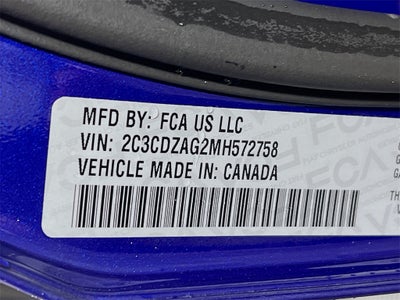 MFD BY: FCA US LLC
VIN: 2C3CDZAG2MH572758
VEHICLE MADE IN: CANADA